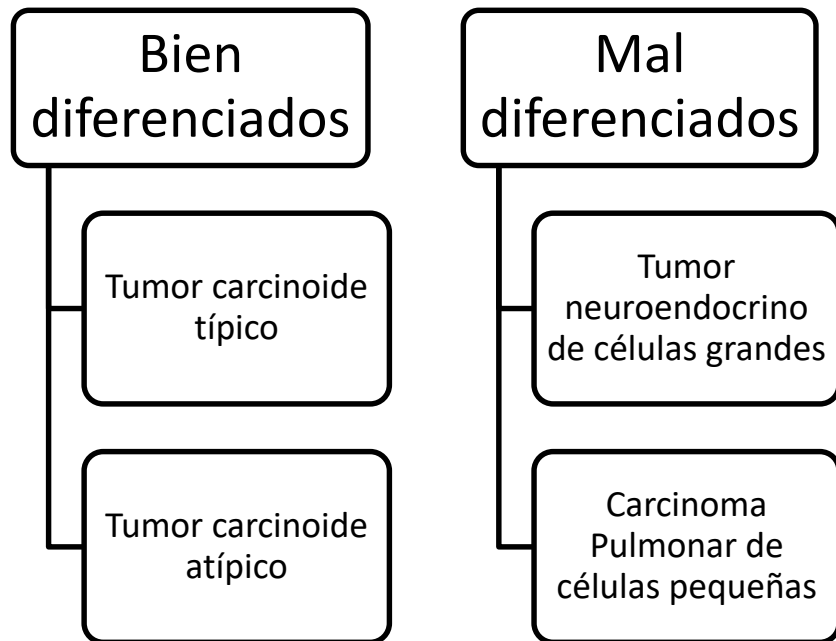 Bien
diferenciados
Tumor carcinoide
típico
Tumor carcinoide
atípico
Mal
diferenciados
Tumor
neuroendocrino
de células grandes
Carcinoma
Pulmonar de
células pequeñas